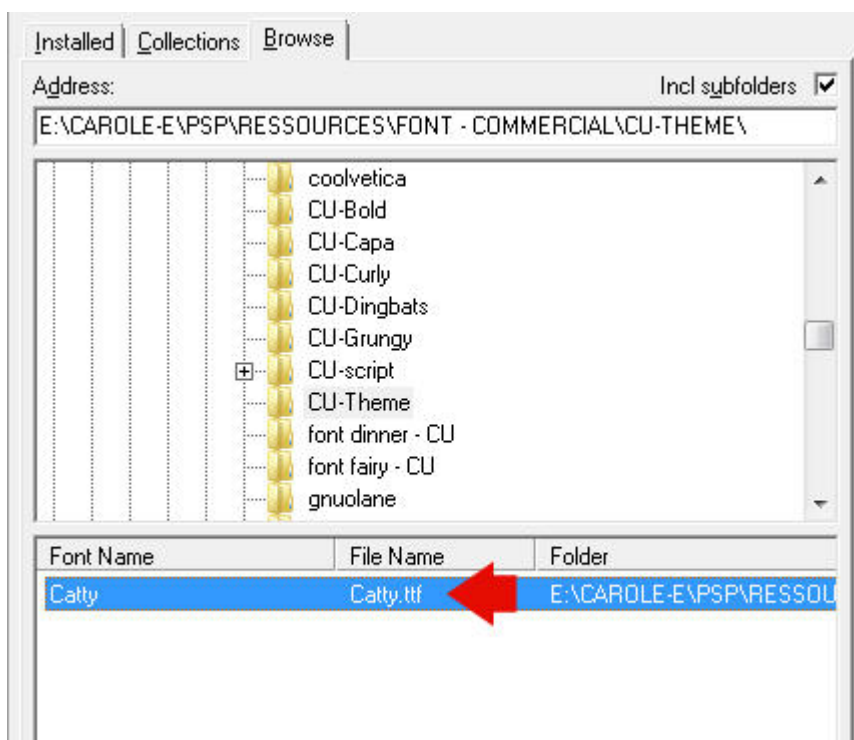 Installed Collections Browse
Address: Incl subfolders
E:\CAROLE-E\PSP\RESSOURCES\FONT - COMMERCIAL\CU-THEME\
coolvetica
CU-Bold
CU-Capa
CU-Curly
CU-Dingbats
CU-Grungy
CU-script
CU-Theme
font dinner - CU
font fairy - CU
gnuolane
Font Name File Name Folder
Catty Catty.ttf E:\CAROLE-E\PSP\RESSOU